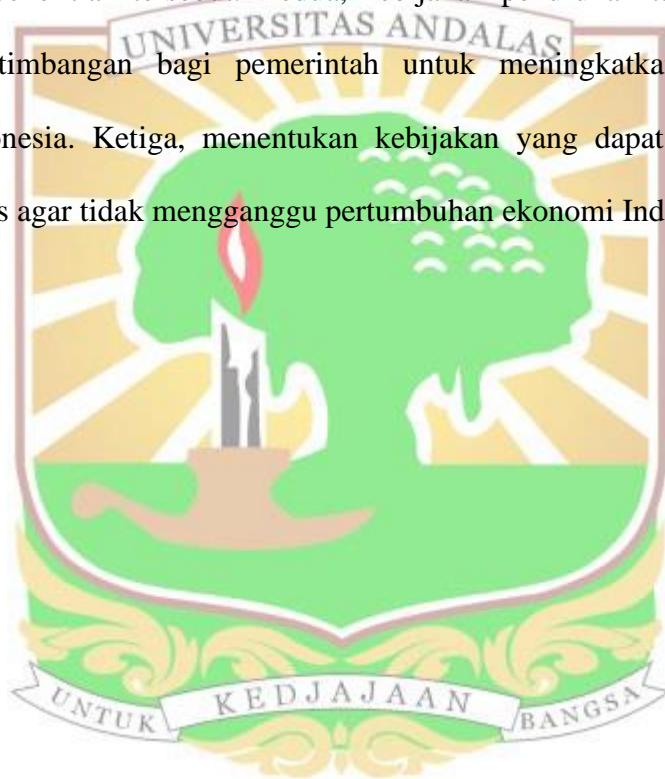 UNIVERSITAS ANDALAS
timbangan bagi pemerintah untuk meningkatka
onesia. Ketiga, menentukan kebijakan yang dapat
s agar tidak mengganggu pertumbuhan ekonomi Ind
UNTUK KEDJAJAAN BANGSA